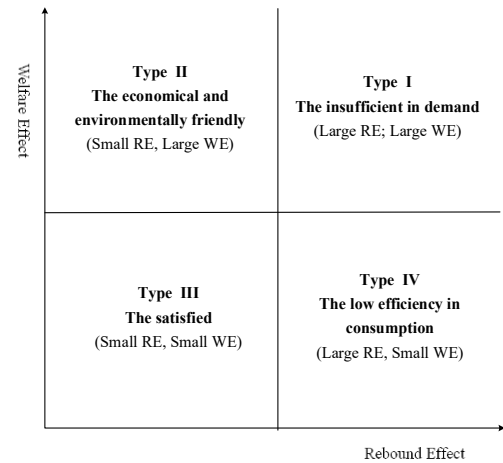 Welfare Effect
Type II
The economical and
environmentally friendly
(Small RE, Large WE)
Type I
The insufficient in demand
(Large RE; Large WE)
Type III
The satisfied
(Small RE, Small WE)
Type IV
The low efficiency in
consumption
(Large RE, Small WE)
Rebound Effect